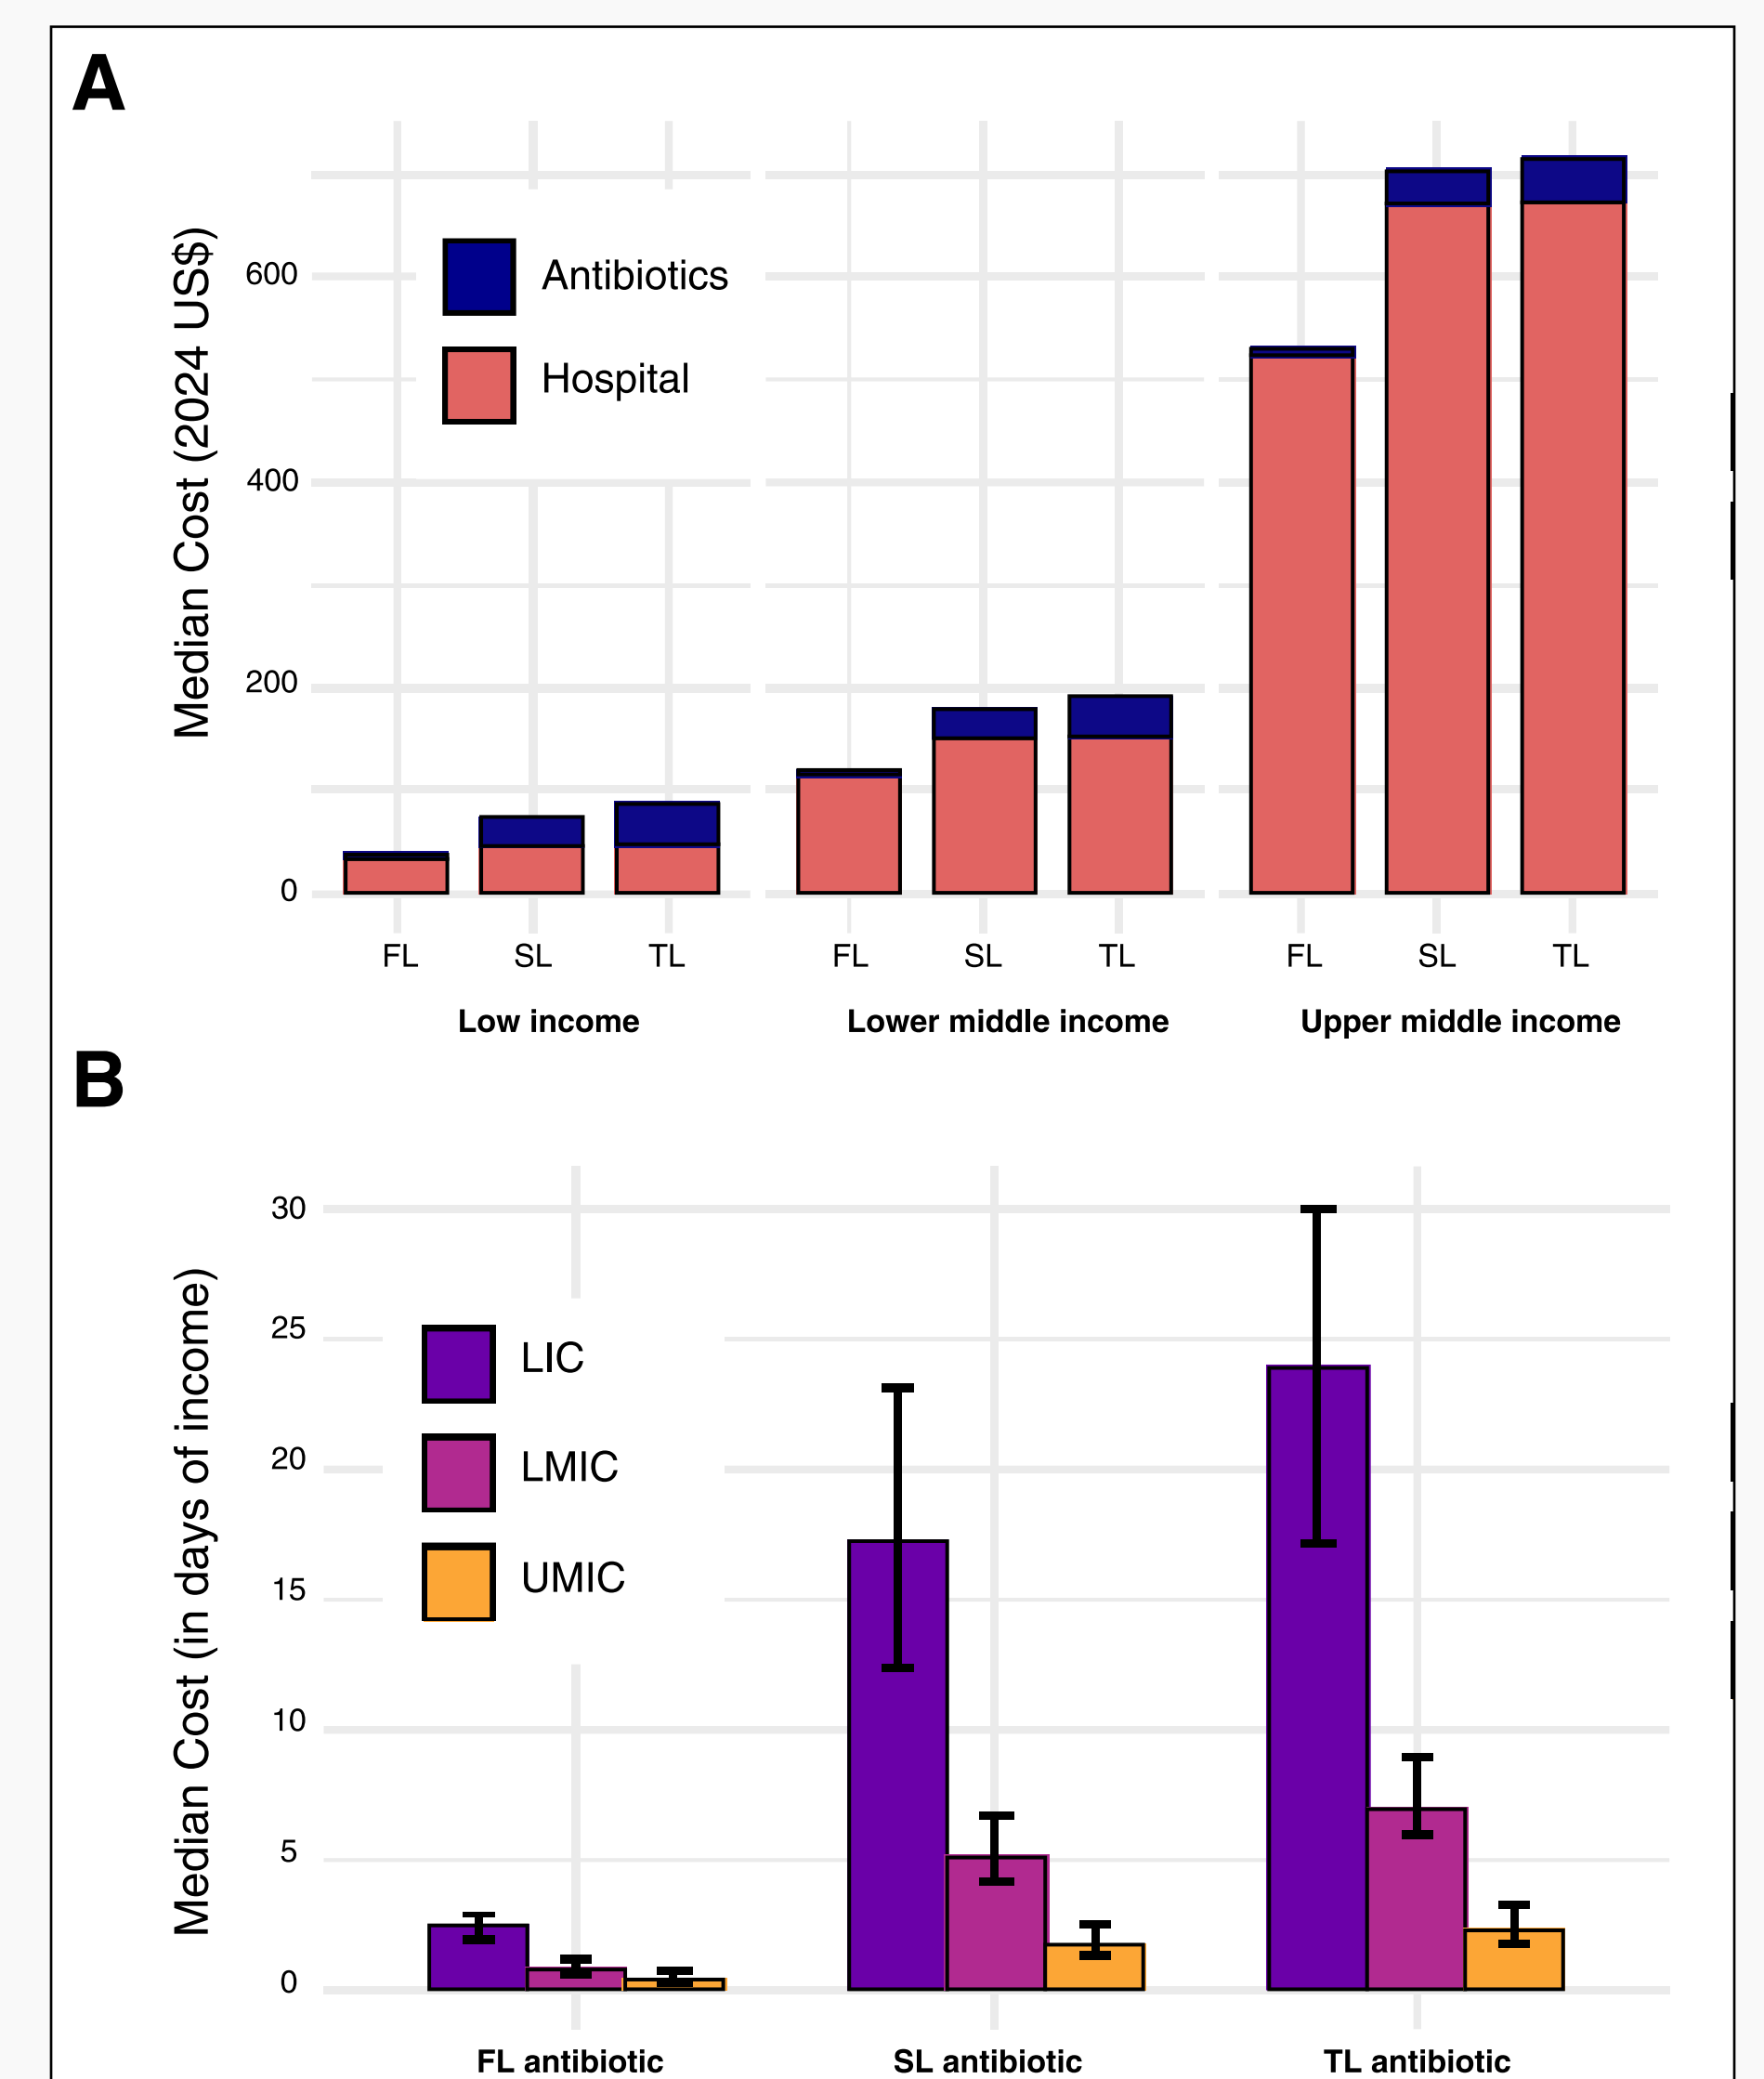 A
Median Cost (2024 US$)
600
400
200
0
Antibiotics
Hospital
FL SL TL FL SL TL FL SL TL
Low income Lower middle income Upper middle income
B
Median Cost (in days of income)
30
25
20
15
10
5
0
LIC
LMIC
UMIC
FL antibiotic SL antibiotic TL antibiotic